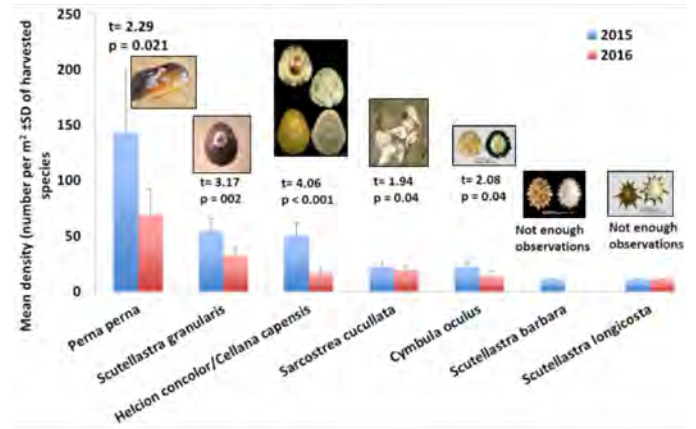 Mean density (number per m² ±SD of harvested
species)
250
200
150
100
50
0
t= 2.29
p = 0.021
t= 3.17
p = 002
t= 4.06
p < 0.001
t= 1.94
p = 0.04
t= 2.08
p = 0.04
Not enough
observations
Not enough
observations
2015
2016
Perna perna
Scutellastra granularis
Helcion concolor/Cellana capensis
Sarcostrea cucullata
Cymbula oculus
Scutellastra barbara
Scutellastra longicosta